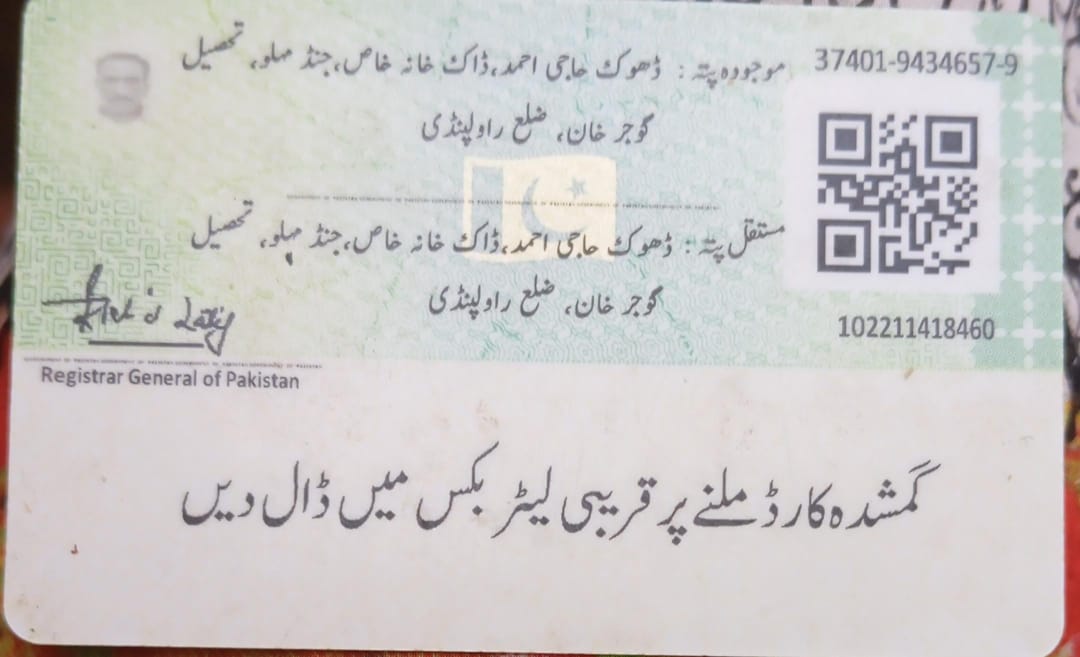 37401-9434657-9
موجودہ پتہ : ڈھوک حاجی احمد،ڈاک خانہ خاص،جنڈ مہلو، تحصیل
گوجر خان، ضلع راولپنڈی
مستقل پتہ : ڈھوک حاجی احمد،ڈاک خانہ خاص،جنڈ مہلو، تحصیل
گوجر خان، ضلع راولپنڈی
102211418460
Registrar General of Pakistan
گمشدہ کارڈ ملنے پر قریبی لیٹر بکس میں ڈال دیں